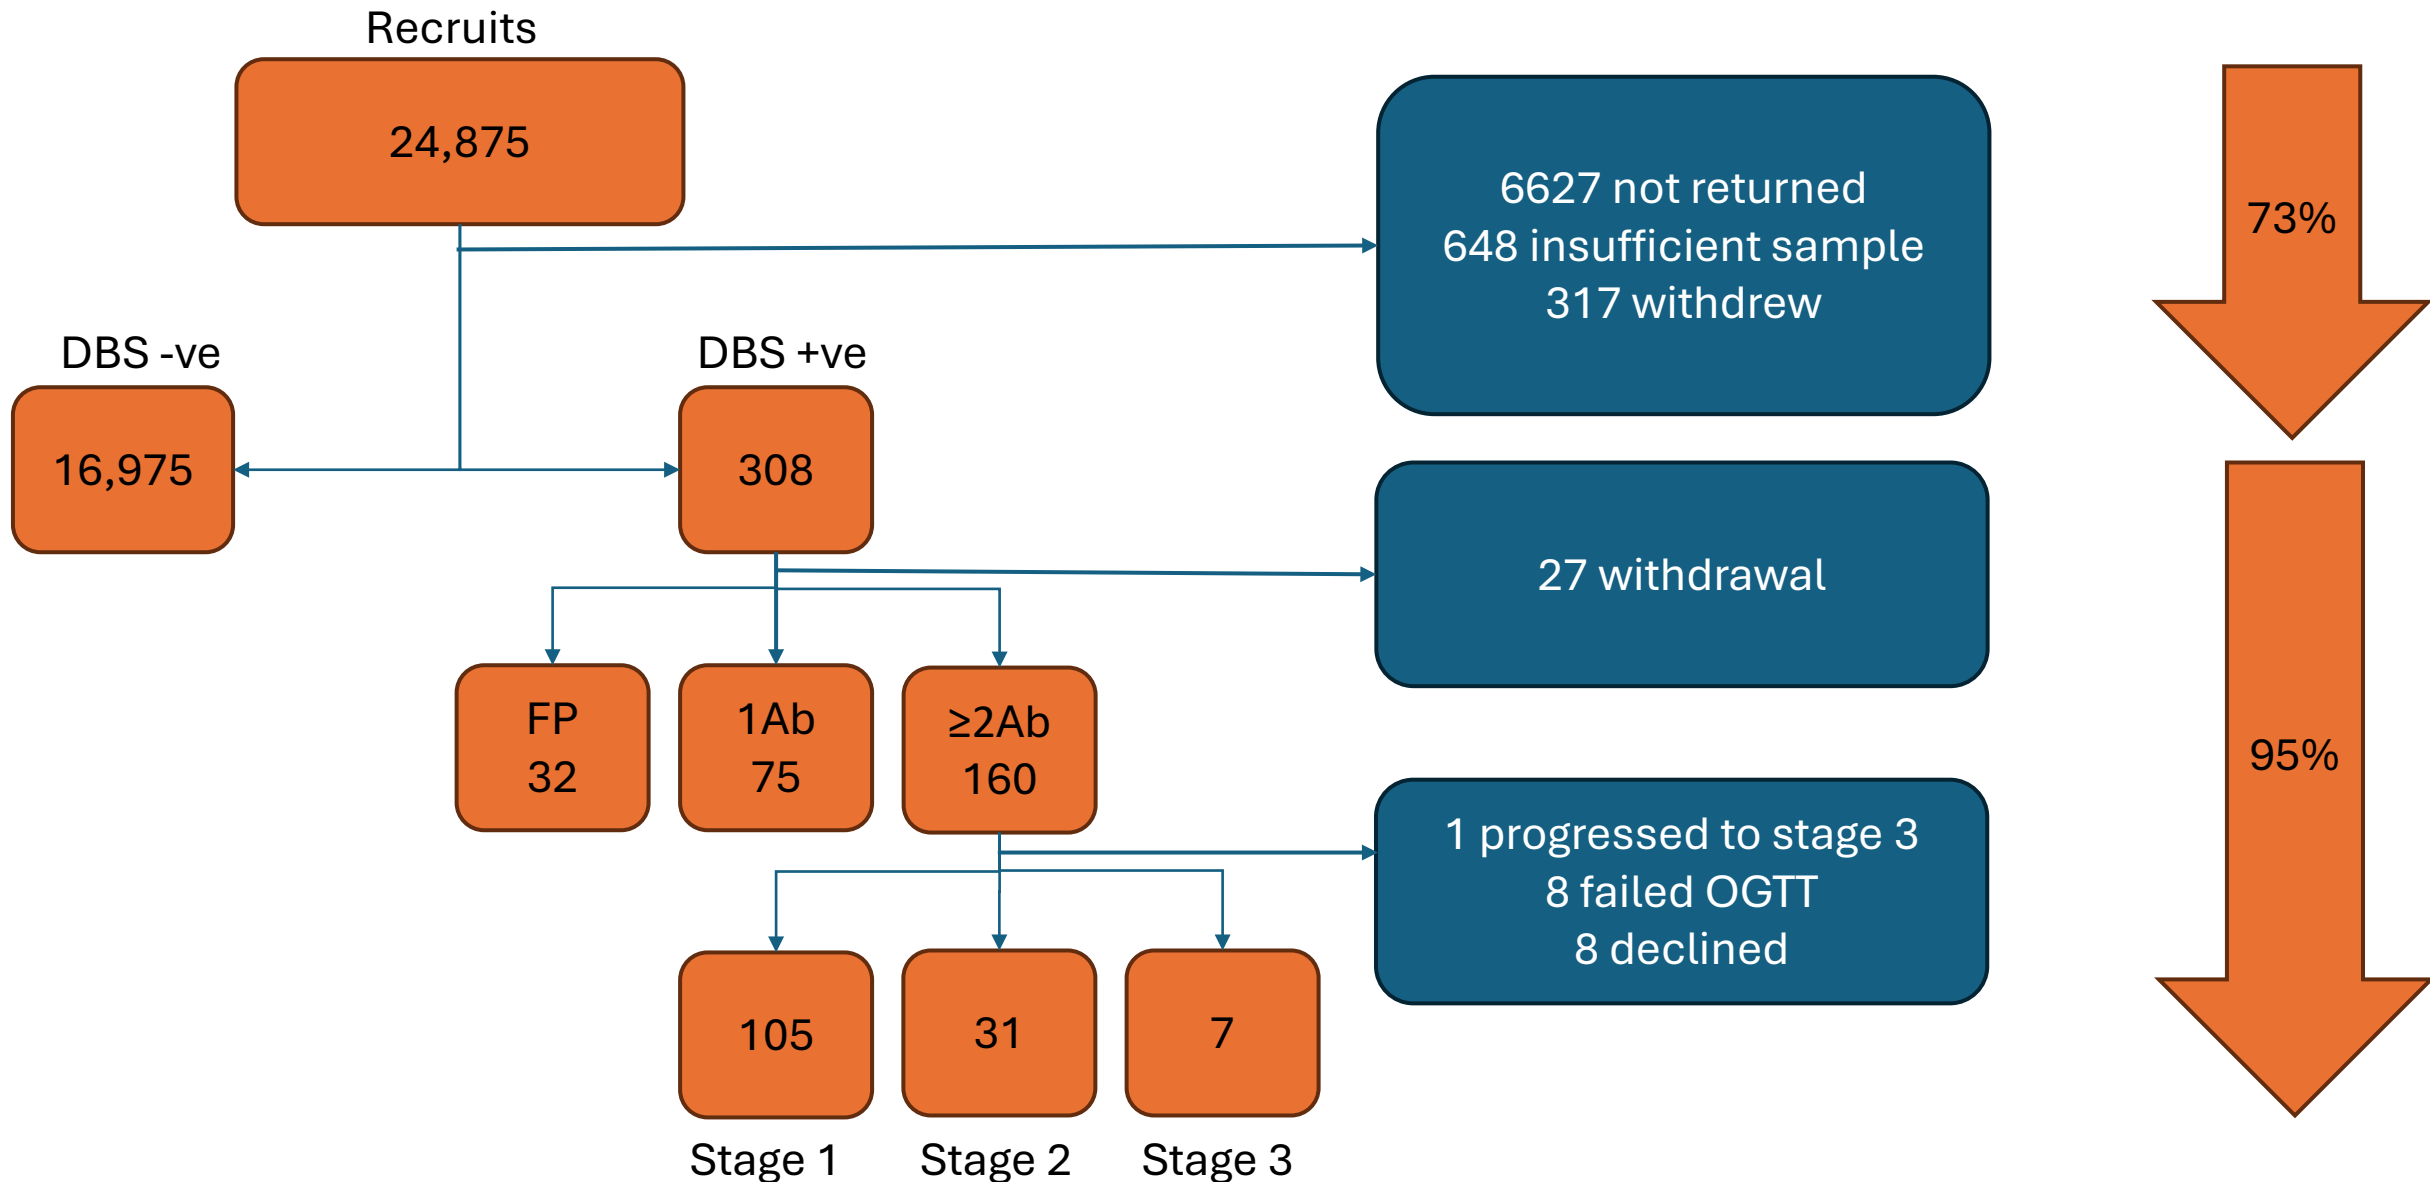 Recruits
24,875
6627 not returned
648 insufficient sample
317 withdrew
73%
DBS -ve
DBS +ve
16,975
308
27 withdrawal
FP
32
1Ab
75
≥2Ab
160
95%
1 progressed to stage 3
8 failed OGTT
8 declined
105
31
7
Stage 1
Stage 2
Stage 3